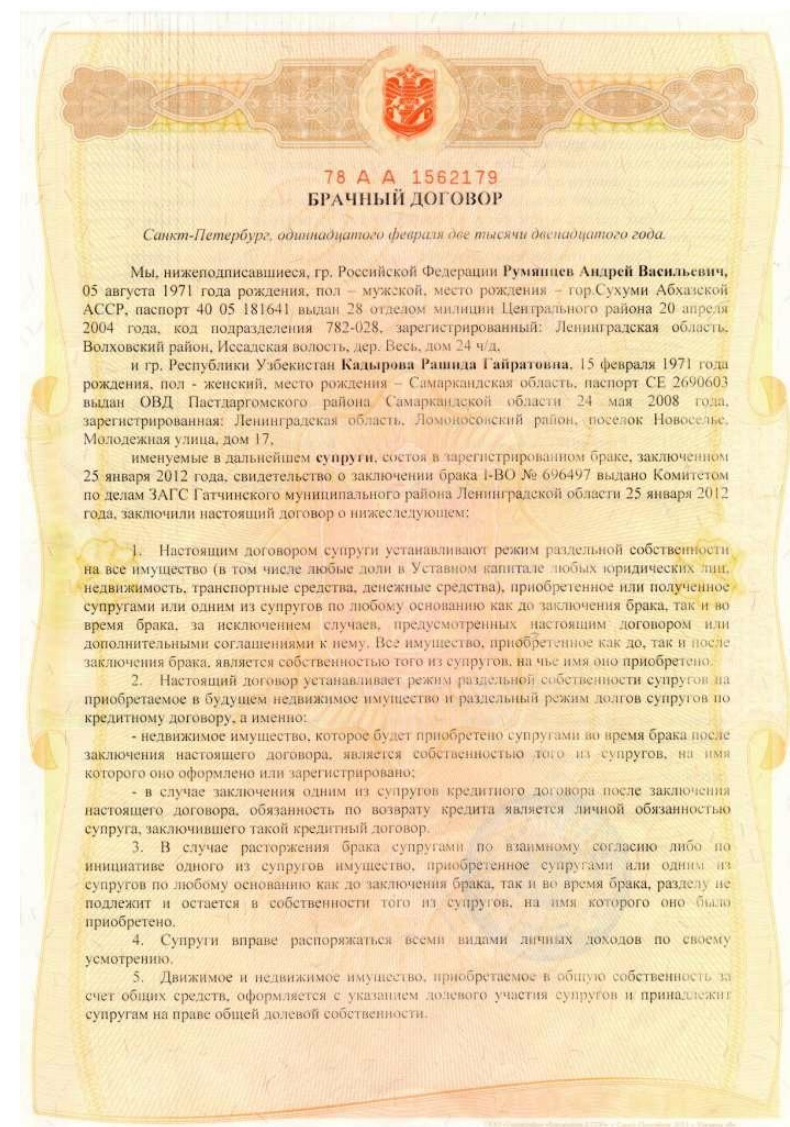 78 А А 1562179
БРАЧНЫЙ ДОГОВОР
Санкт-Петербург, одиннадцатого февраля две тысячи двенадцатого года.
Мы, нижеподписавшиеся, гр. Российской Федерации Румянцев Андрей Васильевич,
05 августа 1971 года рождения, пол – мужской, место рождения – гор.Сухуми Абхазской
АССР, паспорт 40 05 181641 выдан 28 отделом милиции Центрального района 20 апреля
2004 года, код подразделения 782-028, зарегистрированный: Ленинградская область,
Волховский район, Иссадская волость, дер. Весь, дом 24 ч/д,
и гр. Республики Узбекистан Кадырова Рашида Гайратовна, 15 февраля 1971 года
рождения, пол - женский, место рождения – Самаркандская область, паспорт СЕ 2690603
выдан ОВД Пастдаргомского района Самаркандской области 24 мая 2008 года,
зарегистрированная: Ленинградская область, Ломоносовский район, поселок Новоселье,
Молодежная улица, дом 17,
именуемые в дальнейшем супруги, состоя в зарегистрированном браке, заключенном
25 января 2012 года, свидетельство о заключении брака I-ВО № 696497 выдано Комитетом
по делам ЗАГС Гатчинского муниципального района Ленинградской области 25 января 2012
года, заключили настоящий договор о нижеследующем:
1. Настоящим договором супруги устанавливают режим раздельной собственности
на все имущество (в том числе любые доли в Уставном капитале любых юридических лиц,
недвижимость, транспортные средства, денежные средства), приобретенное или полученное
супругами или одним из супругов по любому основанию как до заключения брака, так и во
время брака, за исключением случаев, предусмотренных настоящим договором или
дополнительными соглашениями к нему. Все имущество, приобретенное как до, так и после
заключения брака, является собственностью того из супругов, на чье имя оно приобретено.
2. Настоящий договор устанавливает режим раздельной собственности супругов на
приобретаемое в будущем недвижимое имущество и раздельный режим долгов супругов по
кредитному договору, а именно:
- недвижимое имущество, которое будет приобретено супругами во время брака после
заключения настоящего договора, является собственностью того из супругов, на имя
которого оно оформлено или зарегистрировано;
- в случае заключения одним из супругов кредитного договора после заключения
настоящего договора, обязанность по возврату кредита является личной обязанностью
супруга, заключившего такой кредитный договор.
3. В случае расторжения брака супругами по взаимному согласию либо по
инициативе одного из супругов имущество, приобретенное супругами или одним из
супругов по любому основанию как до заключения брака, так и во время брака, разделу не
подлежит и остается в собственности того из супругов, на имя которого оно было
приобретено.
4. Супруги вправе распоряжаться всеми видами личных доходов по своему
усмотрению.
5. Движимое и недвижимое имущество, приобретаемое в общую собственность за
счет общих средств, оформляется с указанием долевого участия супругов и принадлежит
супругам на праве общей долевой собственности.